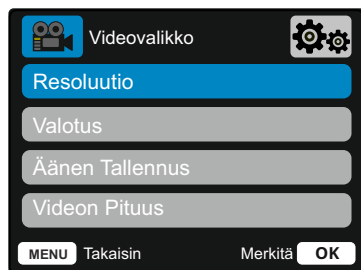 Videovalikko
Resoluutio
Valotus
Äänen Tallennus
Videon Pituus
MENU Takaisin Merkitä OK